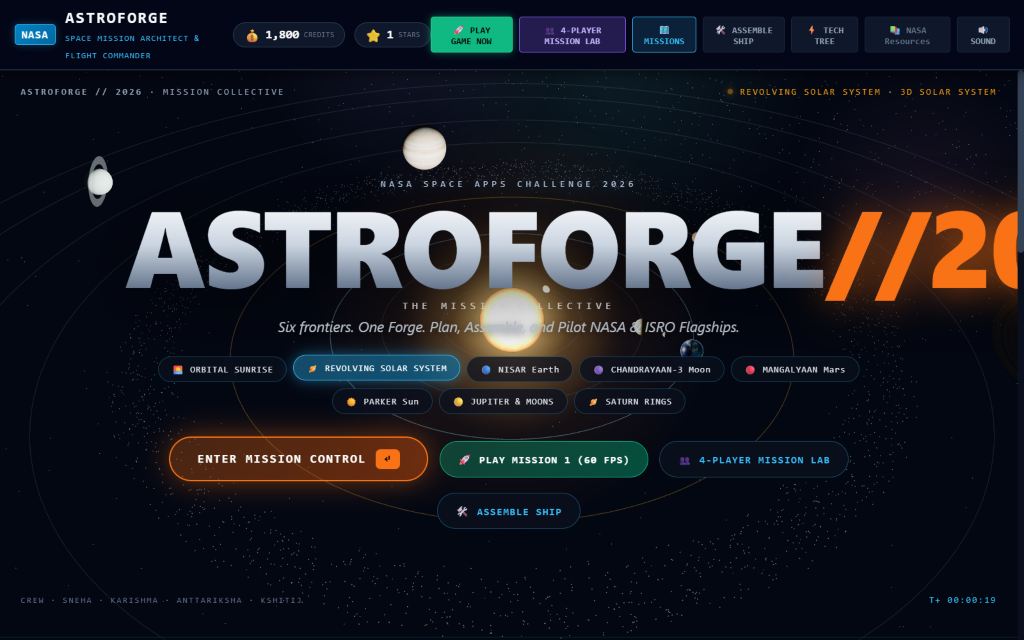 NASA
ASTROFORGE
SPACE MISSION ARCHITECT &
FLIGHT COMMANDER
1,800 CREDITS
1 STARS
PLAY
GAME NOW
4-PLAYER
MISSION LAB
MISSIONS
ASSEMBLE
SHIP
TECH
TREE
NASA
Resources
SOUND
ASTROFORGE // 2026 · MISSION COLLECTIVE
REVOLVING SOLAR SYSTEM · 3D SOLAR SYSTEM
NASA SPACE APPS CHALLENGE 2026
ASTROFORGE//20
THE MISSI LLECTIVE
Six frontiers. One Forge. Plan, Assemble, and Pilot NASA & ISRO Flagships.
ORBITAL SUNRISE
REVOLVING SOLAR SYSTEM
NISAR Earth
CHANDRAYAAN-3 Moon
MANGALYAAN Mars
PARKER Sun
JUPITER & MOONS
SATURN RINGS
ENTER MISSION CONTROL ↵
PLAY MISSION 1 (60 FPS)
4-PLAYER MISSION LAB
ASSEMBLE SHIP
CREW · SNEHA · KARISHMA · ANTTARIKSHA · KSHITIJ
T+ 00:00:19